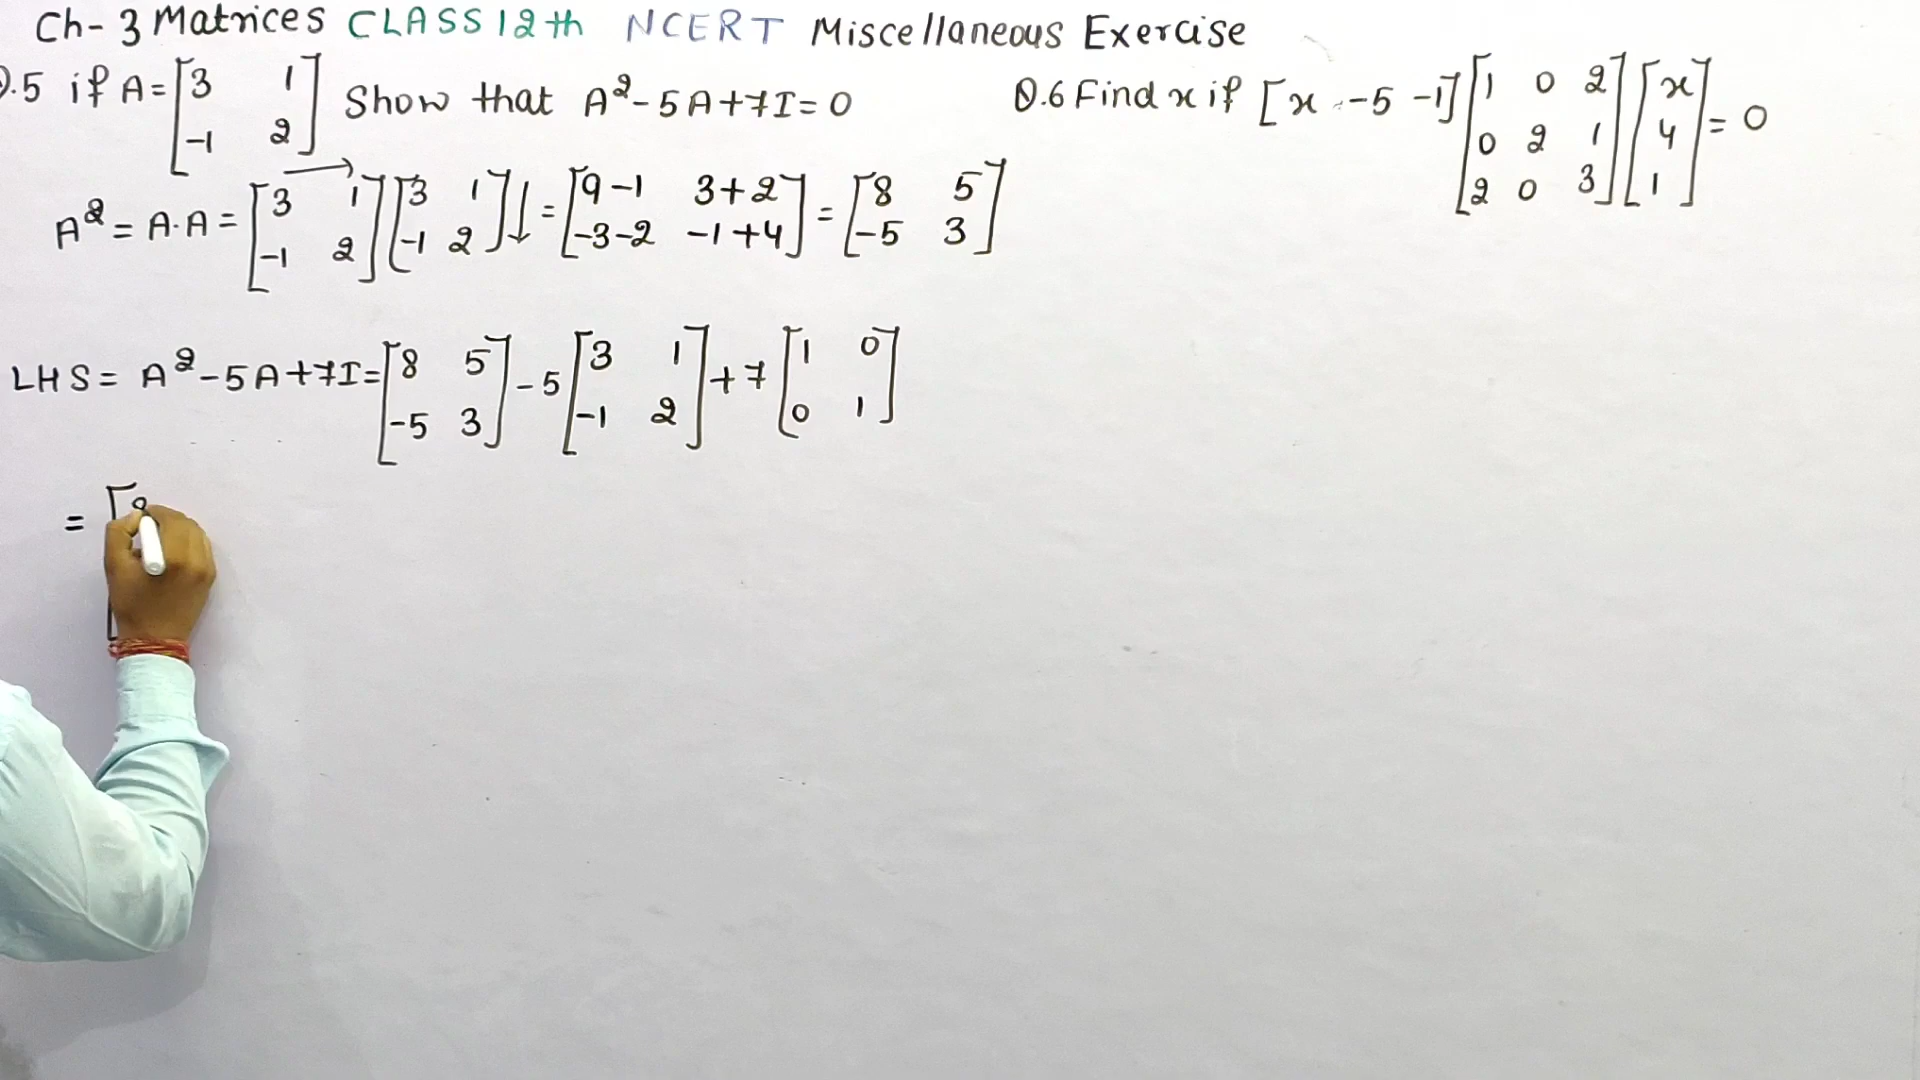 Ch-3 Matrices CLASS 12th NCERT Miscellaneous Exercise
Q.5 if A = [3 1; -1 2] Show that A² - 5A + 7I = 0
A² = A·A = [3 1; -1 2] [3 1; -1 2] = [9-1 3+2; -3-2 -1+4] = [8 5; -5 3]
LHS = A² - 5A + 7I = [8 5; -5 3] - 5 [3 1; -1 2] + 7 [1 0; 0 1]
= [8
Q.6 Find x if [x -5 -1] [1 0 2; 0 2 1; 2 0 3] [x; 4; 1] = 0